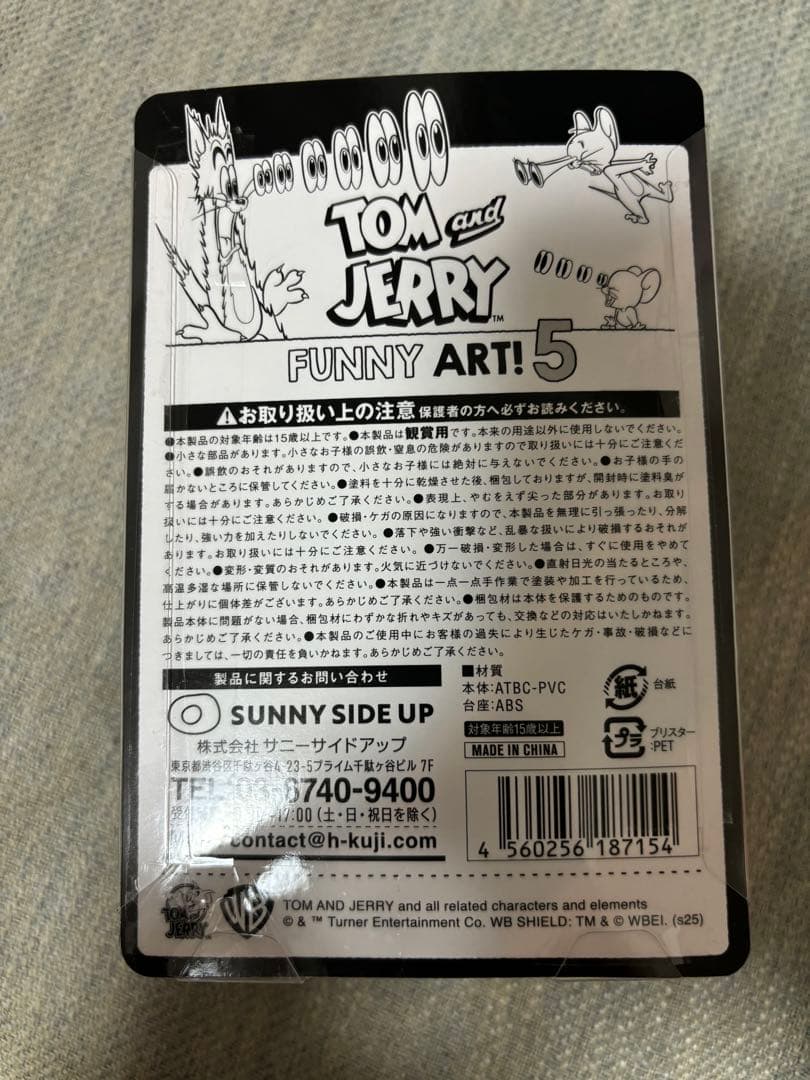 TOM and
JERRY™
FUNNY ART! 5
お取り扱い上の注意 保護者の方へ必ずお読みください。
●本製品の対象年齢は15歳以上です。●本製品は観賞用です。本来の用途以外に使用しないでください。
●小さな部品があります。小さなお子様の誤飲・窒息の危険がありますので取り扱いには十分にご注意くだ
さい。●誤飲のおそれがありますので、小さなお子様には絶対に与えないでください。●お子様の手の
届かないところに保管してください。●塗料を十分に乾燥させた後、梱包しておりますが、開封時に塗料臭が
する場合があります。あらかじめご了承ください。●表現上、やむをえず尖った部分があります。お取り
扱いには十分にご注意ください。●破損・ケガの原因になりますので、本製品を無理に引っ張ったり、分解
したり、強い力を加えたりしないでください。●落下や強い衝撃など、乱暴な扱いにより破損するおそれが
あります。お取り扱いには十分にご注意ください。●万一破損・変形した場合は、すぐに使用をやめて
ください。●変形・変質のおそれがあります。火気に近づけないでください。●直射日光の当たるところや、
高温多湿な場所に保管しないでください。●本製品は一点一点手作業で塗装や加工を行っているため、
仕上がりに個体差がございます。あらかじめご了承ください。●梱包材は本体を保護するためのものです。
製品本体に問題がない場合、梱包材にわずかな折れやキズがあっても、交換などの対応はいたしかねます。
あらかじめご了承ください。●本製品のご使用中にお客様の過失により生じたケガ・事故・破損などに
つきましては、一切の責任を負いかねます。あらかじめご了承ください。
製品に関するお問い合わせ
SUNNY SIDE UP
株式会社 サニーサイドアップ
東京都渋谷区千駄ヶ谷4-23-5プライム千駄ヶ谷ビル 7F
TEL:03-6740-9400
17:00(土・日・祝日を除く)
contact@h-kuji.com
■材質
本体:ATBC-PVC
台座:ABS
対象年齢15歳以上
MADE IN CHINA
紙 台紙
プラ ブリスター
:PET
4 560256 187154
TOM and JERRY
WB
TOM AND JERRY and all related characters and elements
© & ™ Turner Entertainment Co. WB SHIELD: TM & © WBEI. (s25)